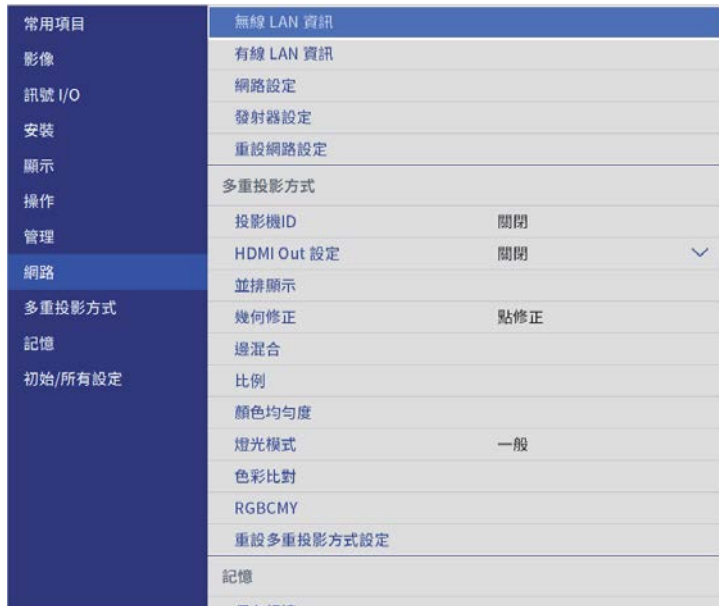 常用項目
影像
訊號 I/O
安裝
顯示
操作
管理
網路
多重投影方式
記憶
初始/所有設定
無線 LAN 資訊
有線 LAN 資訊
網路設定
發射器設定
重設網路設定
多重投影方式
投影機ID 關閉
HDMI Out 設定 關閉
並排顯示
幾何修正 點修正
邊混合
比例
顏色均勻度
燈光模式 一般
色彩比對
RGBCMY
重設多重投影方式設定
記憶